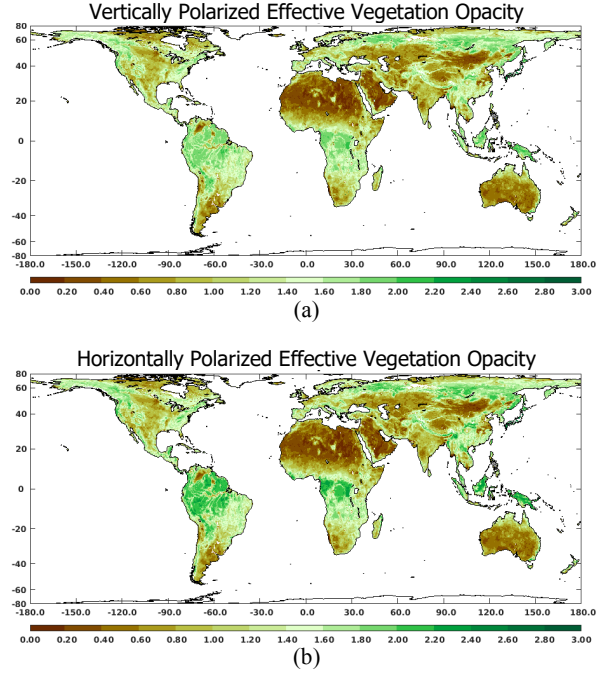 Vertically Polarized Effective Vegetation Opacity
80
60
40
20
0
-20
-40
-60
-80
-180.0 -120.0 -90.0 -60.0 -30.0 0.0 30.0 60.0 90.0 120.0 150.0 180.0
0.00 0.20 0.40 0.60 0.80 1.00 1.20 1.40 1.60 1.80 2.00 2.20 2.40 2.60 2.80 3.00
(a)
Horizontally Polarized Effective Vegetation Opacity
80
60
40
20
0
-20
-40
-60
-80
-180.0 -120.0 -90.0 -60.0 -30.0 0.0 30.0 60.0 90.0 120.0 150.0 180.0
0.00 0.20 0.40 0.60 0.80 1.00 1.20 1.40 1.60 1.80 2.00 2.20 2.40 2.60 2.80 3.00
(b)